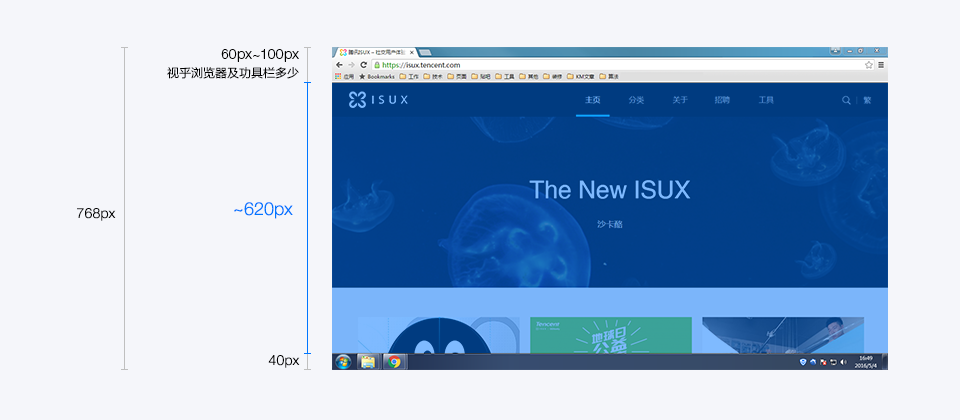 60px~100px
视乎浏览器及功具栏多少
768px
~620px
40px
腾讯ISUX – 社交用户体验
https://isux.tencent.com
应用 Bookmarks 工作 技术 页面 贴吧 工具 其他 装修 KM文章 算法
ISUX 主页 分类 关于 招聘 工具 繁
The New ISUX
沙卡酪
Tencent
地球日
公益
16:49
2016/5/4